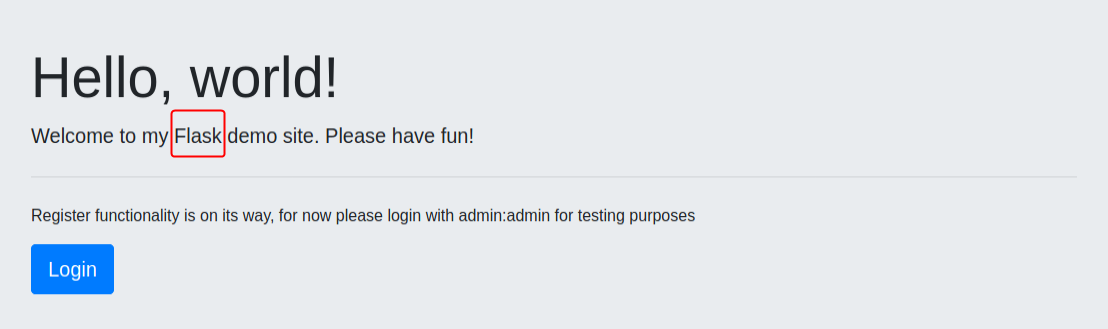 Hello, world!
Welcome to my Flask demo site. Please have fun!
Register functionality is on its way, for now please login with admin:admin for testing purposes
Login